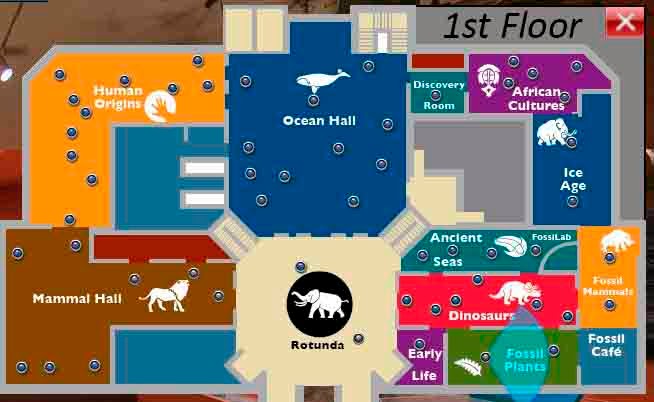 1st Floor
Human
Origins
Ocean Hall
Discovery
Room
African
Cultures
Ice
Age
Ancient
Seas
FossiLab
Fossil
Mammals
Mammal Hall
Dinosaurs
Rotunda
Early
Life
Fossil
Plants
Fossil
Café